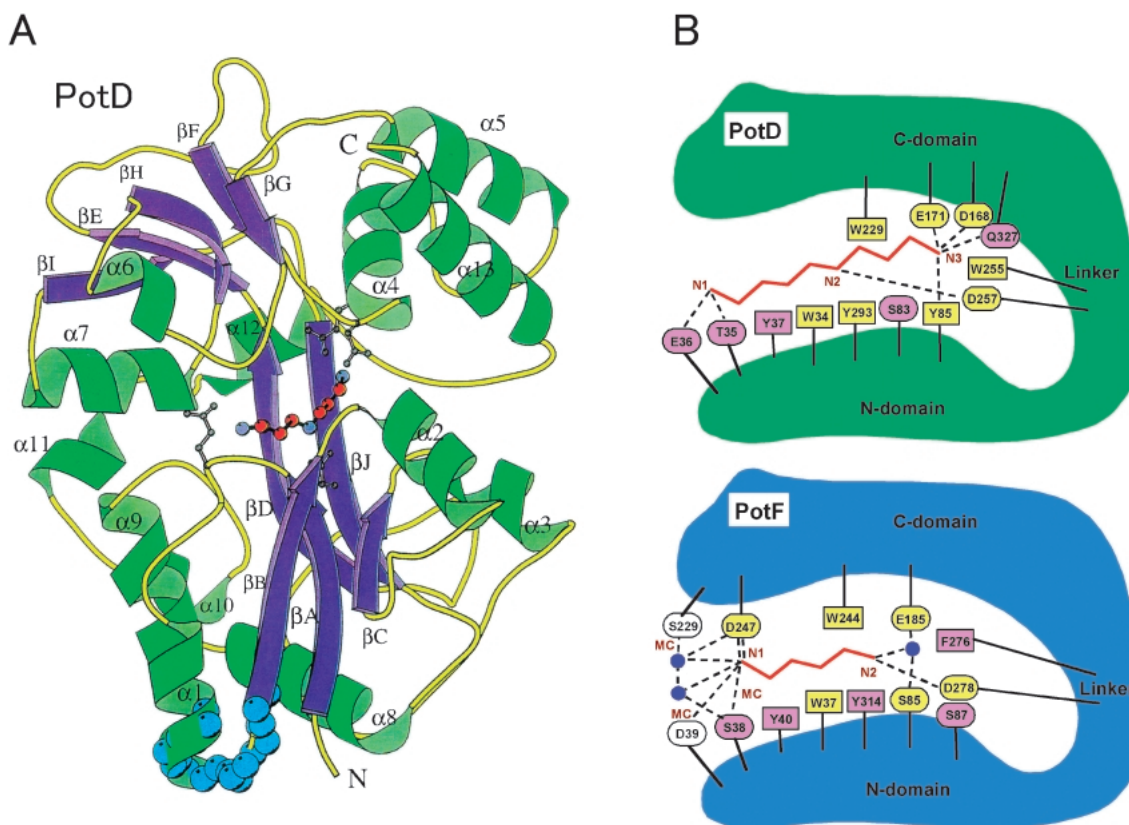 A
PotD
βF
C
α5
βH
βG
βE
βI
α6
α4
α13
α7
α12
α11
α2
βJ
βD
α9
α3
βB
α10
βA
βC
α1
α8
N
B
PotD
C-domain
E171
D168
W229
Q327
N3
W255
Linker
N1
N2
D257
E36
T35
Y37
W34
Y293
S83
Y85
N-domain
PotF
C-domain
S229
D247
W244
E185
MC
N1
F276
N2
MC
D278
Linker
MC
D39
S38
Y40
W37
Y314
S85
S87
N-domain